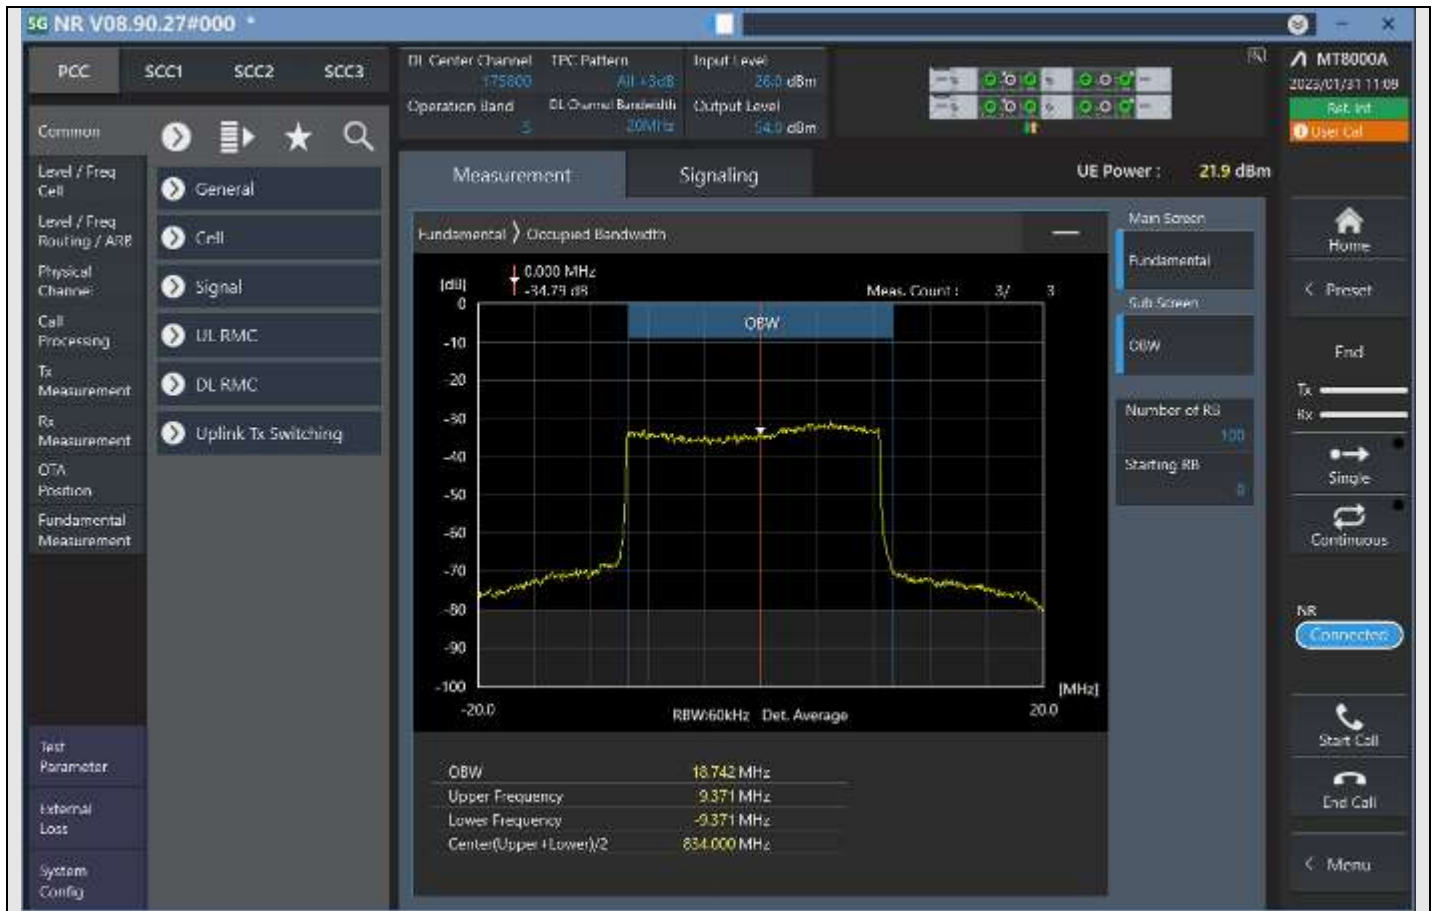 5G NR V08.90.27#000 *
PCC SCC1 SCC2 SCC3
DL Center Channel 175800
TPC Pattern All +3dB
Input Level 26.0 dBm
Operation Band 5
DL Channel Bandwidth 20MHz
Output Level -54.0 dBm
MT8000A
2023/01/31 11:09
Ref. Int
User Cal
Common
Level / Freq
Cell
Level / Freq
Routing / ARB
Physical
Channel
Call
Processing
Tx
Measurement
Rx
Measurement
OTA
Position
Fundamental
Measurement
Test
Parameter
External
Loss
System
Config
General
Cell
Signal
UL RMC
DL RMC
Uplink Tx Switching
Measurement Signaling
UE Power : 21.9 dBm
Fundamental > Occupied Bandwidth
[dB]
0.000 MHz
-34.79 dB
Meas. Count : 3/ 3
OBW
0
-10
-20
-30
-40
-50
-60
-70
-80
-90
-100
-20.0
RBW:60kHz Det. Average
20.0
[MHz]
OBW 18.742 MHz
Upper Frequency 9.371 MHz
Lower Frequency -9.371 MHz
Center(Upper+Lower)/2 834.000 MHz
Main Screen
Fundamental
Sub Screen
OBW
Number of RB
100
Starting RB
0
Home
< Preset
End
Tx
Rx
Single
Continuous
NR
Connected
Start Call
End Call
< Menu